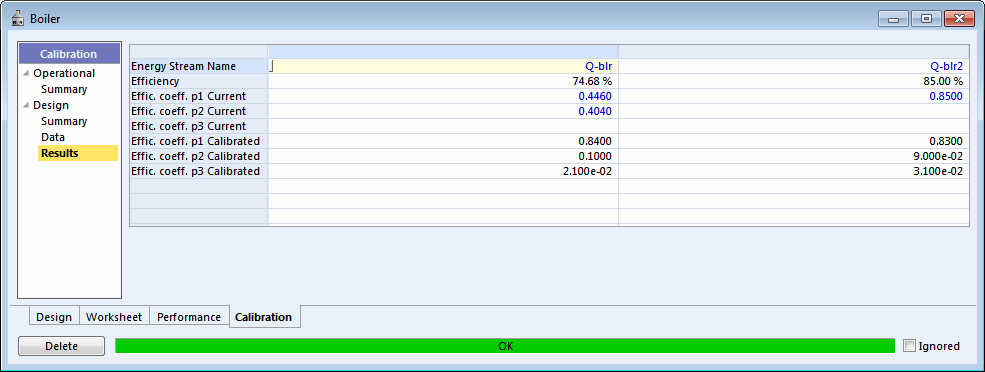 Boiler
Calibration
Operational
Summary
Design
Summary
Data
Results
Energy Stream Name Q-blr Q-blr2
Efficiency 74.68 % 85.00 %
Effic. coeff. p1 Current 0.4460 0.8500
Effic. coeff. p2 Current 0.4040
Effic. coeff. p3 Current
Effic. coeff. p1 Calibrated 0.8400 0.8300
Effic. coeff. p2 Calibrated 0.1000 9.000e-02
Effic. coeff. p3 Calibrated 2.100e-02 3.100e-02
Design Worksheet Performance Calibration
Delete OK Ignored